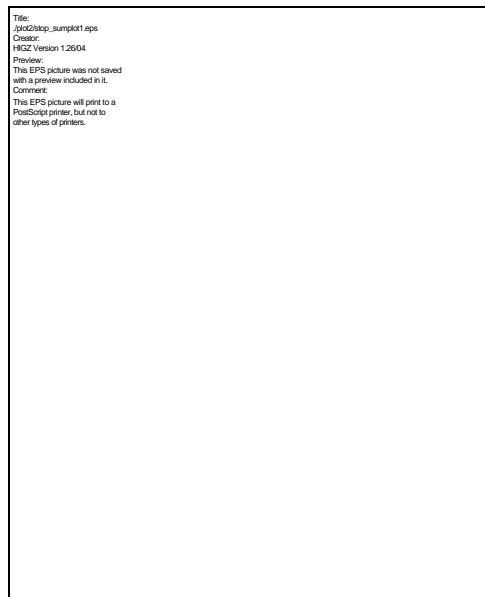 Title:
./plot2/stop_sumplot1.eps
Creator:
HIGZ Version 1.26/04
Preview:
This EPS picture was not saved
with a preview included in it.
Comment:
This EPS picture will print to a
PostScript printer, but not to
other types of printers.